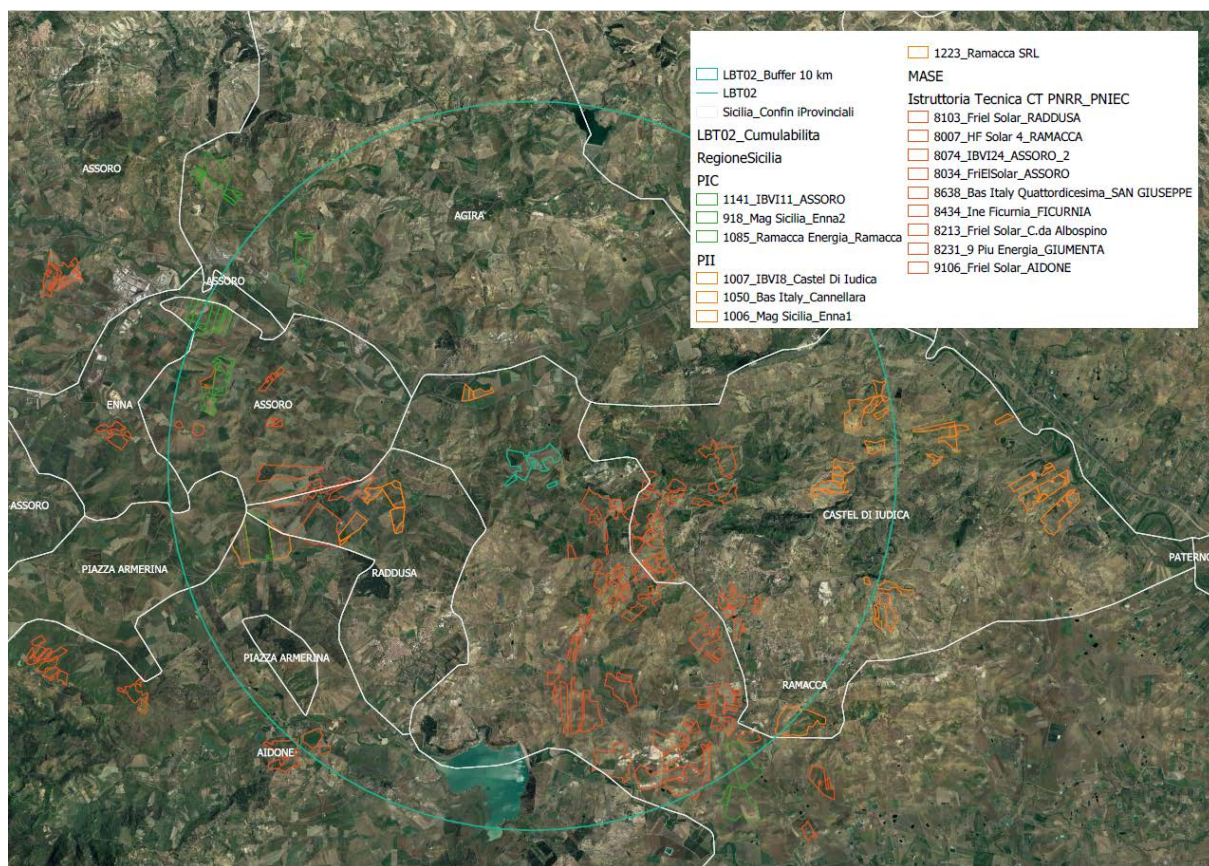 LBT02_Buffer 10 km
LBT02
Sicilia_Confin iProvinciali
LBT02_Cumulabilita
RegioneSicilia
PIC
1141_IBVI11_ASSORO
918_Mag Sicilia_Enna2
1085_Ramacca Energia_Ramacca
PII
1007_IBVI8_Castel Di Iudica
1050_Bas Italy_Cannellara
1006_Mag Sicilia_Enna1
1223_Ramacca SRL
MASE
Istruttoria Tecnica CT PNRR_PNIEC
8103_Friel Solar_RADDUSA
8007_HF Solar 4_RAMACCA
8074_IBVI24_ASSORO_2
8034_FriElSolar_ASSORO
8638_Bas Italy Quattordicesima_SAN GIUSEPPE
8434_Ine Ficurnia_FICURNIA
8213_Friel Solar_C.da Albospino
8231_9 Piu Energia_GIUMENTA
9106_Friel Solar_AIDONE
ASSORO
AGIRA
ASSORO
ENNA
ASSORO
ASSORO
CASTEL DI IUDICA
PATERNO
PIAZZA ARMERINA
RADDUSA
PIAZZA ARMERINA
RAMACCA
AIDONE